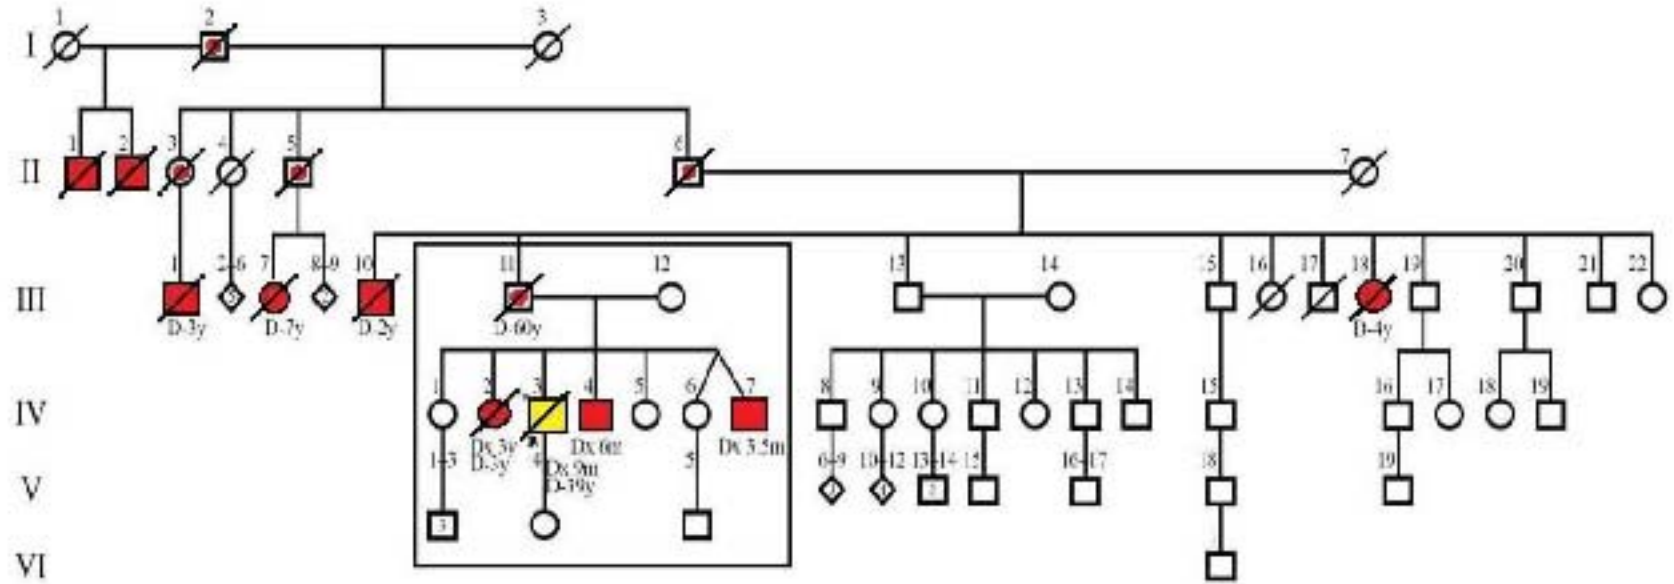 1 2 3
I
1 2 3 4 5 6 7
II
1 2-6 7 8-9 10 11 12 13 14 15 16 17 18 19 20 21 22
III
D-3y D-7y D-2y D-60y D-4y
1 2 3 4 5 6 7 8 9 10 11 12 13 14 15 16 17 18 19
IV
Dx 3y Dx 6m Dx 3.5m
D-5y Dx 9m
D-39y
1-3 4 5 6-9 10-12 13-14 15 16-17 18 19
V
2
3
VI